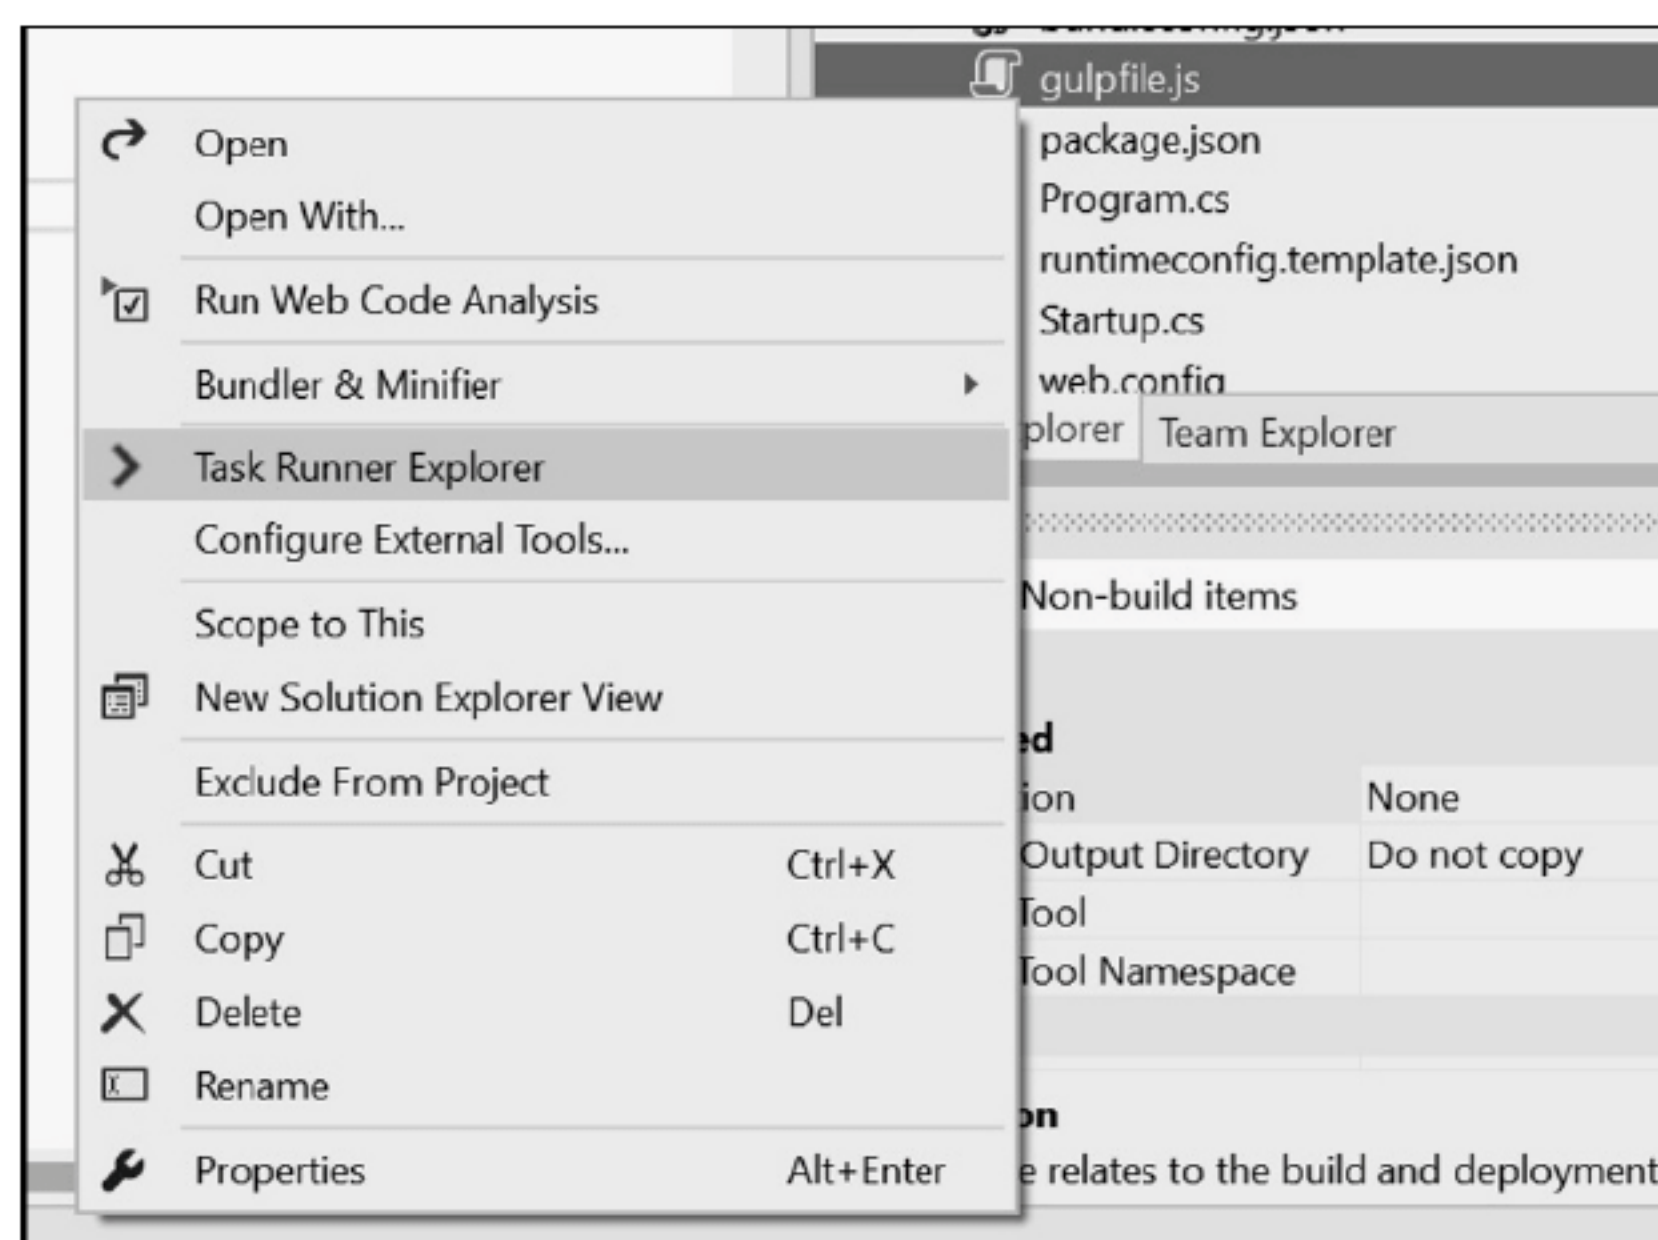 gulpfile.js
package.json
Program.cs
runtimeconfig.template.json
Startup.cs
web.config
plorer
Team Explorer
Open
Open With...
Run Web Code Analysis
Bundler & Minifier
Task Runner Explorer
Configure External Tools...
Scope to This
New Solution Explorer View
Exclude From Project
Cut Ctrl+X
Copy Ctrl+C
Delete Del
Rename
Properties Alt+Enter
Non-build items
ed
ion None
Output Directory Do not copy
Tool
Tool Namespace
on
e relates to the build and deployment